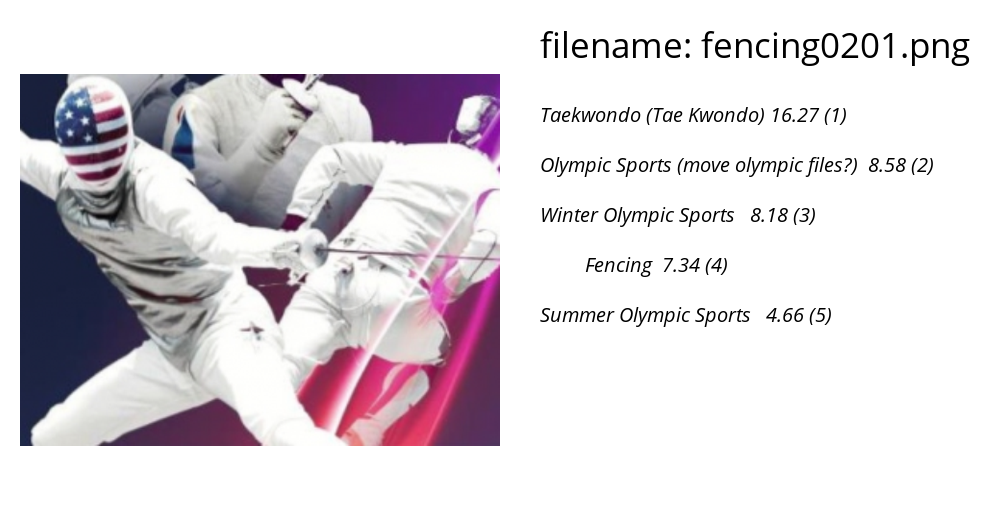 filename: fencing0201.png
Taekwondo (Tae Kwondo) 16.27 (1)
Olympic Sports (move olympic files?) 8.58 (2)
Winter Olympic Sports 8.18 (3)
Fencing 7.34 (4)
Summer Olympic Sports 4.66 (5)